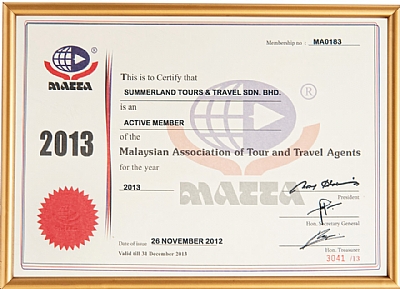 Membership no : MA0183
MATTA
This is to Certify that
SUMMERLAND TOURS & TRAVEL SDN. BHD.
is an
ACTIVE MEMBER
of the
2013
Malaysian Association of Tour and Travel Agents
for the year
2013
MATTA
®
President
Hon. Secretary General
Date of Issue 26 NOVEMBER 2012
Hon. Treasurer
Valid till 31 December 2013
3041 /13